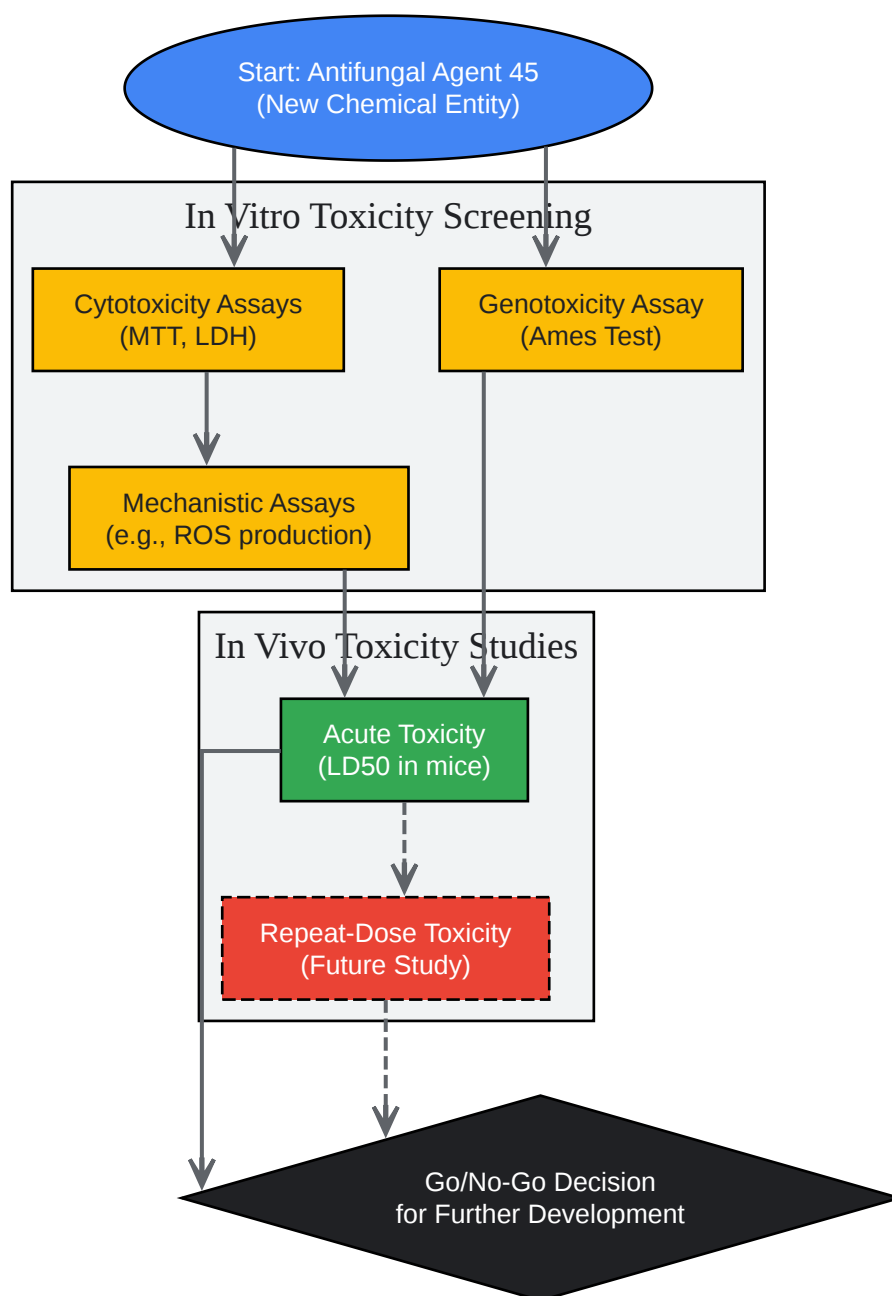 Start: Antifungal Agent 45
(New Chemical Entity)
In Vitro Toxicity Screening
Cytotoxicity Assays
(MTT, LDH)
Genotoxicity Assay
(Ames Test)
Mechanistic Assays
(e.g., ROS production)
In Vivo Toxicity Studies
Acute Toxicity
(LD50 in mice)
Repeat-Dose Toxicity
(Future Study)
Go/No-Go Decision
for Further Development